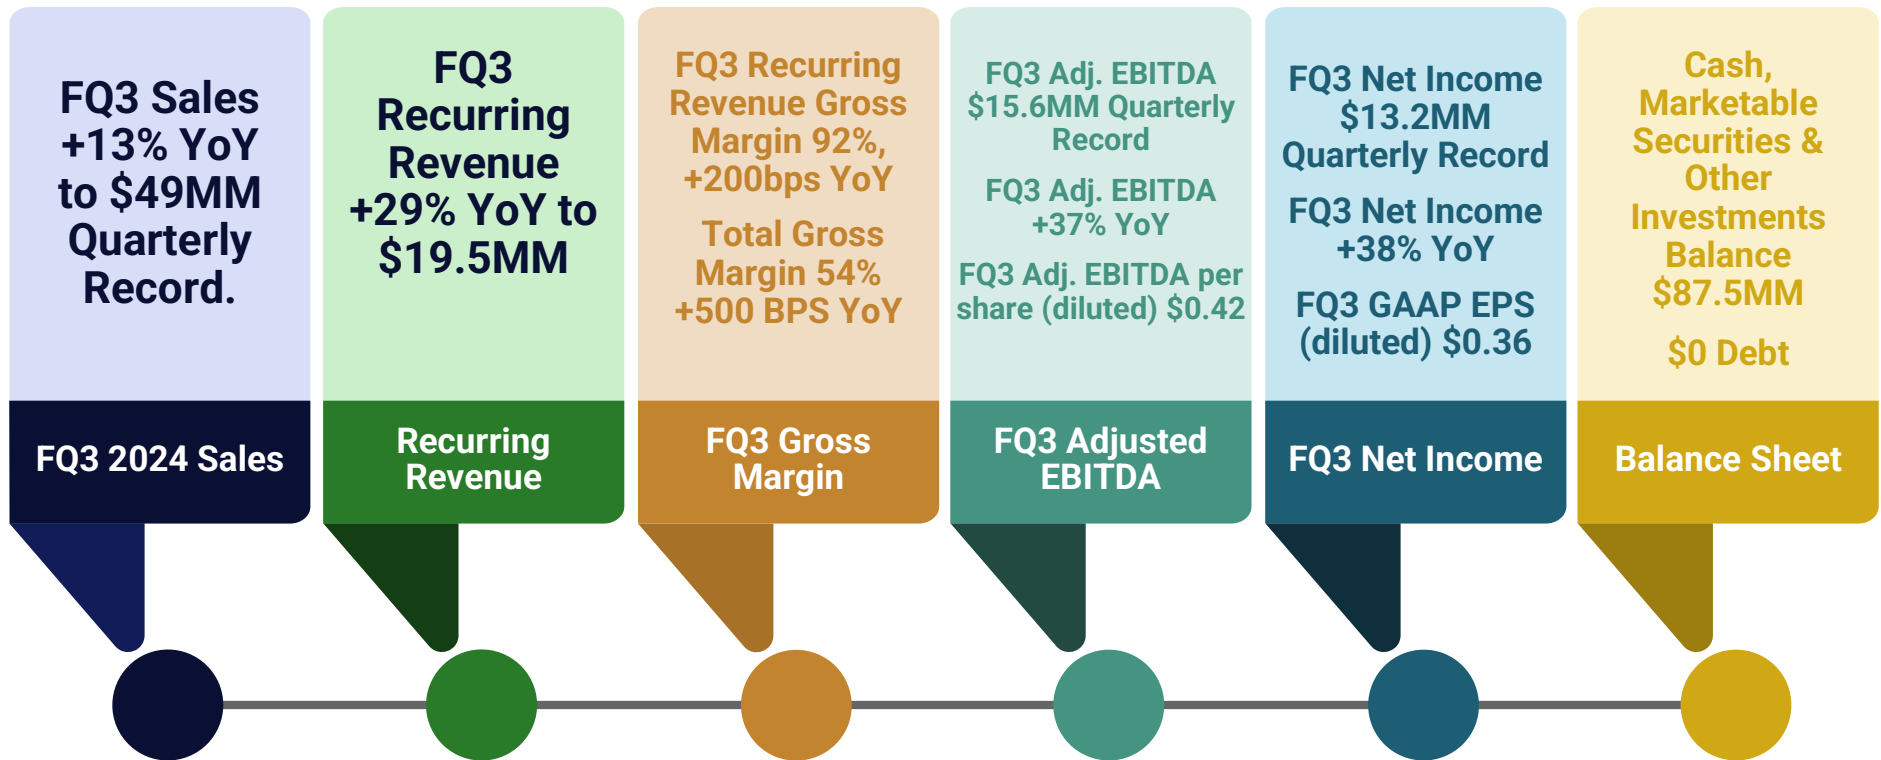 FQ3 Sales
+13% YoY
to $49MM
Quarterly
Record.
FQ3 2024 Sales
FQ3
Recurring
Revenue
+29% YoY to
$19.5MM
Recurring
Revenue
FQ3 Recurring
Revenue Gross
Margin 92%,
+200bps YoY
Total Gross
Margin 54%
+500 BPS YoY
FQ3 Gross
Margin
FQ3 Adj. EBITDA
$15.6MM Quarterly
Record
FQ3 Adj. EBITDA
+37% YoY
FQ3 Adj. EBITDA per
share (diluted) $0.42
FQ3 Adjusted
EBITDA
FQ3 Net Income
$13.2MM
Quarterly Record
FQ3 Net Income
+38% YoY
FQ3 GAAP EPS
(diluted) $0.36
FQ3 Net Income
Cash,
Marketable
Securities &
Other
Investments
Balance
$87.5MM
$0 Debt
Balance Sheet